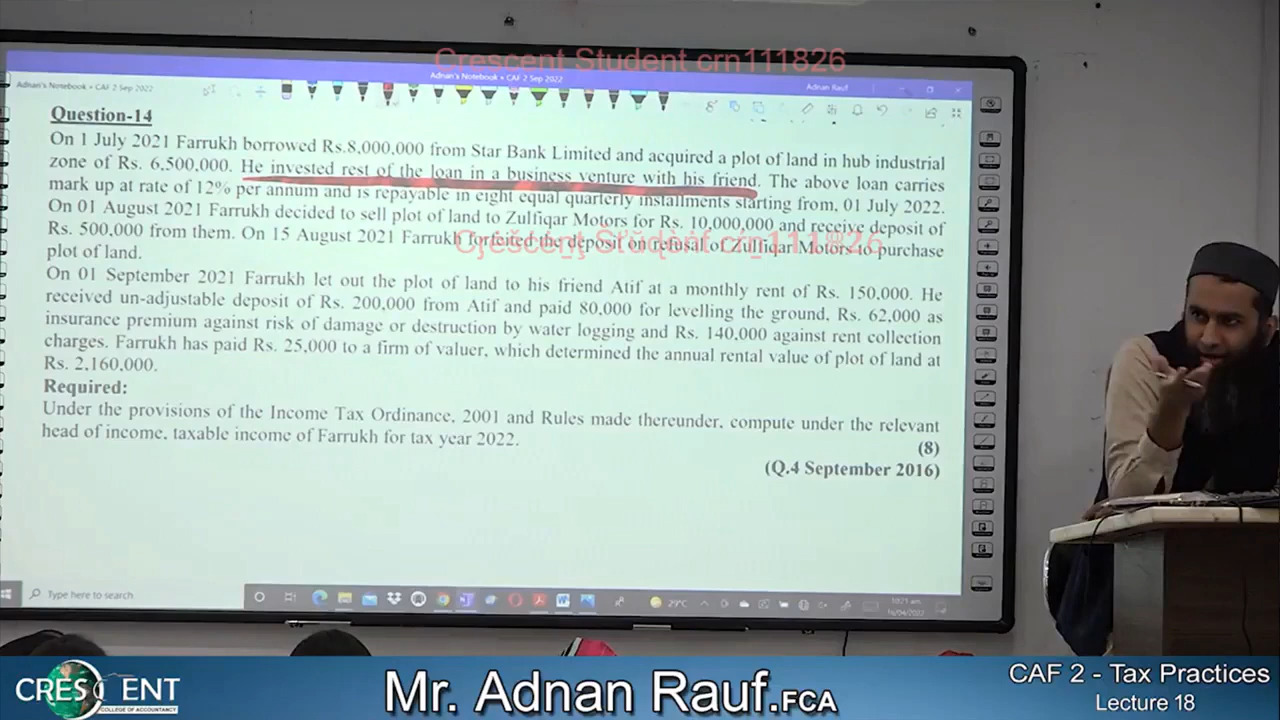 Crescent Student crn111826
Adnan's Notebook • CAF 2 Sep 2022
Adnan's Notebook • CAF 2 Sep 2022
Adnan Rauf
Question-14
On 1 July 2021 Farrukh borrowed Rs.8,000,000 from Star Bank Limited and acquired a plot of land in hub industrial
zone of Rs. 6,500,000. He invested rest of the loan in a business venture with his friend. The above loan carries
mark up at rate of 12% per annum and is repayable in eight equal quarterly installments starting from, 01 July 2022.
On 01 August 2021 Farrukh decided to sell plot of land to Zulfiqar Motors for Rs. 10,000,000 and receive deposit of
Rs. 500,000 from them. On 15 August 2021 Farrukh forfeited the deposit on refusal of Zulfiqar Motors to purchase
plot of land.
On 01 September 2021 Farrukh let out the plot of land to his friend Atif at a monthly rent of Rs. 150,000. He
received un-adjustable deposit of Rs. 200,000 from Atif and paid 80,000 for levelling the ground, Rs. 62,000 as
insurance premium against risk of damage or destruction by water logging and Rs. 140,000 against rent collection
charges. Farrukh has paid Rs. 25,000 to a firm of valuer, which determined the annual rental value of plot of land at
Rs. 2,160,000.
Required:
Under the provisions of the Income Tax Ordinance, 2001 and Rules made thereunder, compute under the relevant
head of income, taxable income of Farrukh for tax year 2022.
(8)
(Q.4 September 2016)
Type here to search
29°C
CRESCENT
COLLEGE OF ACCOUNTANCY
Mr. Adnan Rauf.FCA
CAF 2 - Tax Practices
Lecture 18